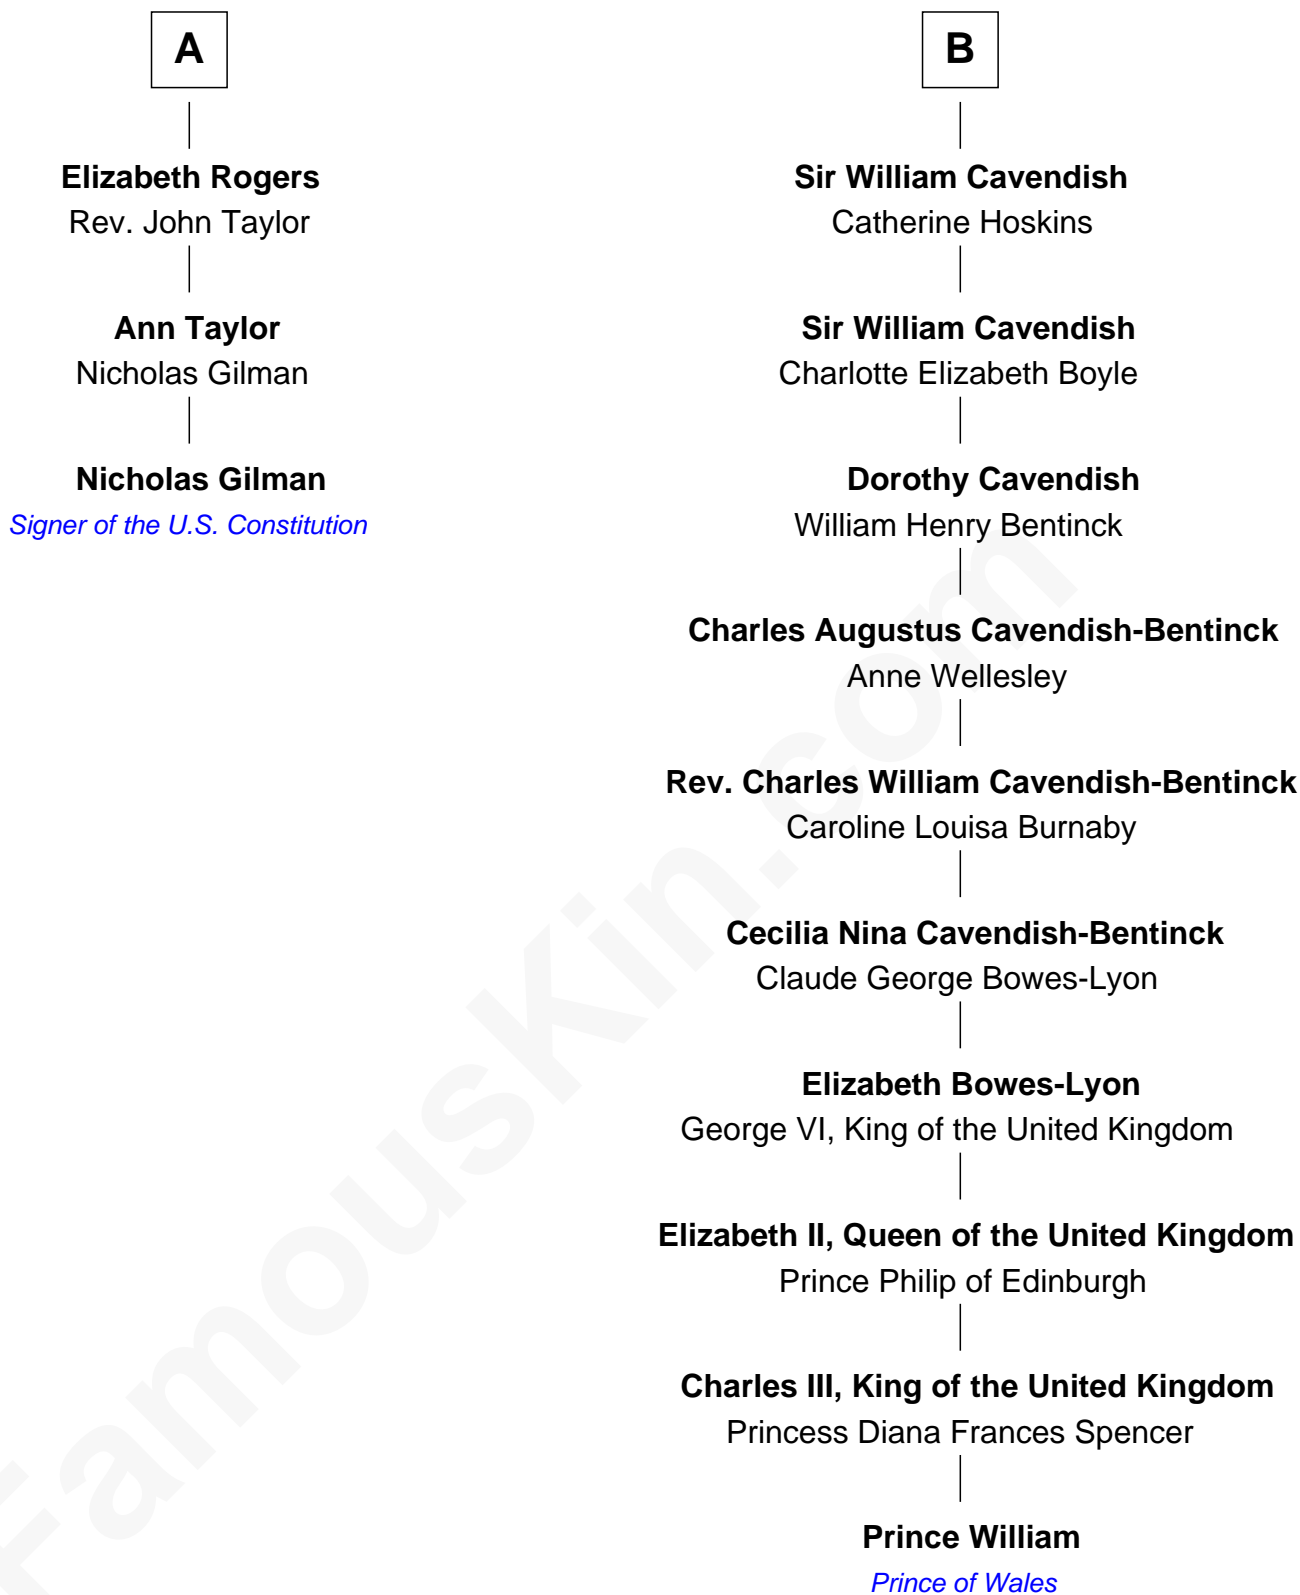 A
Elizabeth Rogers
Rev. John Taylor
Ann Taylor
Nicholas Gilman
Nicholas Gilman
Signer of the U.S. Constitution
B
Sir William Cavendish
Catherine Hoskins
Sir William Cavendish
Charlotte Elizabeth Boyle
Dorothy Cavendish
William Henry Bentinck
Charles Augustus Cavendish-Bentinck
Anne Wellesley
Rev. Charles William Cavendish-Bentinck
Caroline Louisa Burnaby
Cecilia Nina Cavendish-Bentinck
Claude George Bowes-Lyon
Elizabeth Bowes-Lyon
George VI, King of the United Kingdom
Elizabeth II, Queen of the United Kingdom
Prince Philip of Edinburgh
Charles III, King of the United Kingdom
Princess Diana Frances Spencer
Prince William
Prince of Wales
FamousKin.com